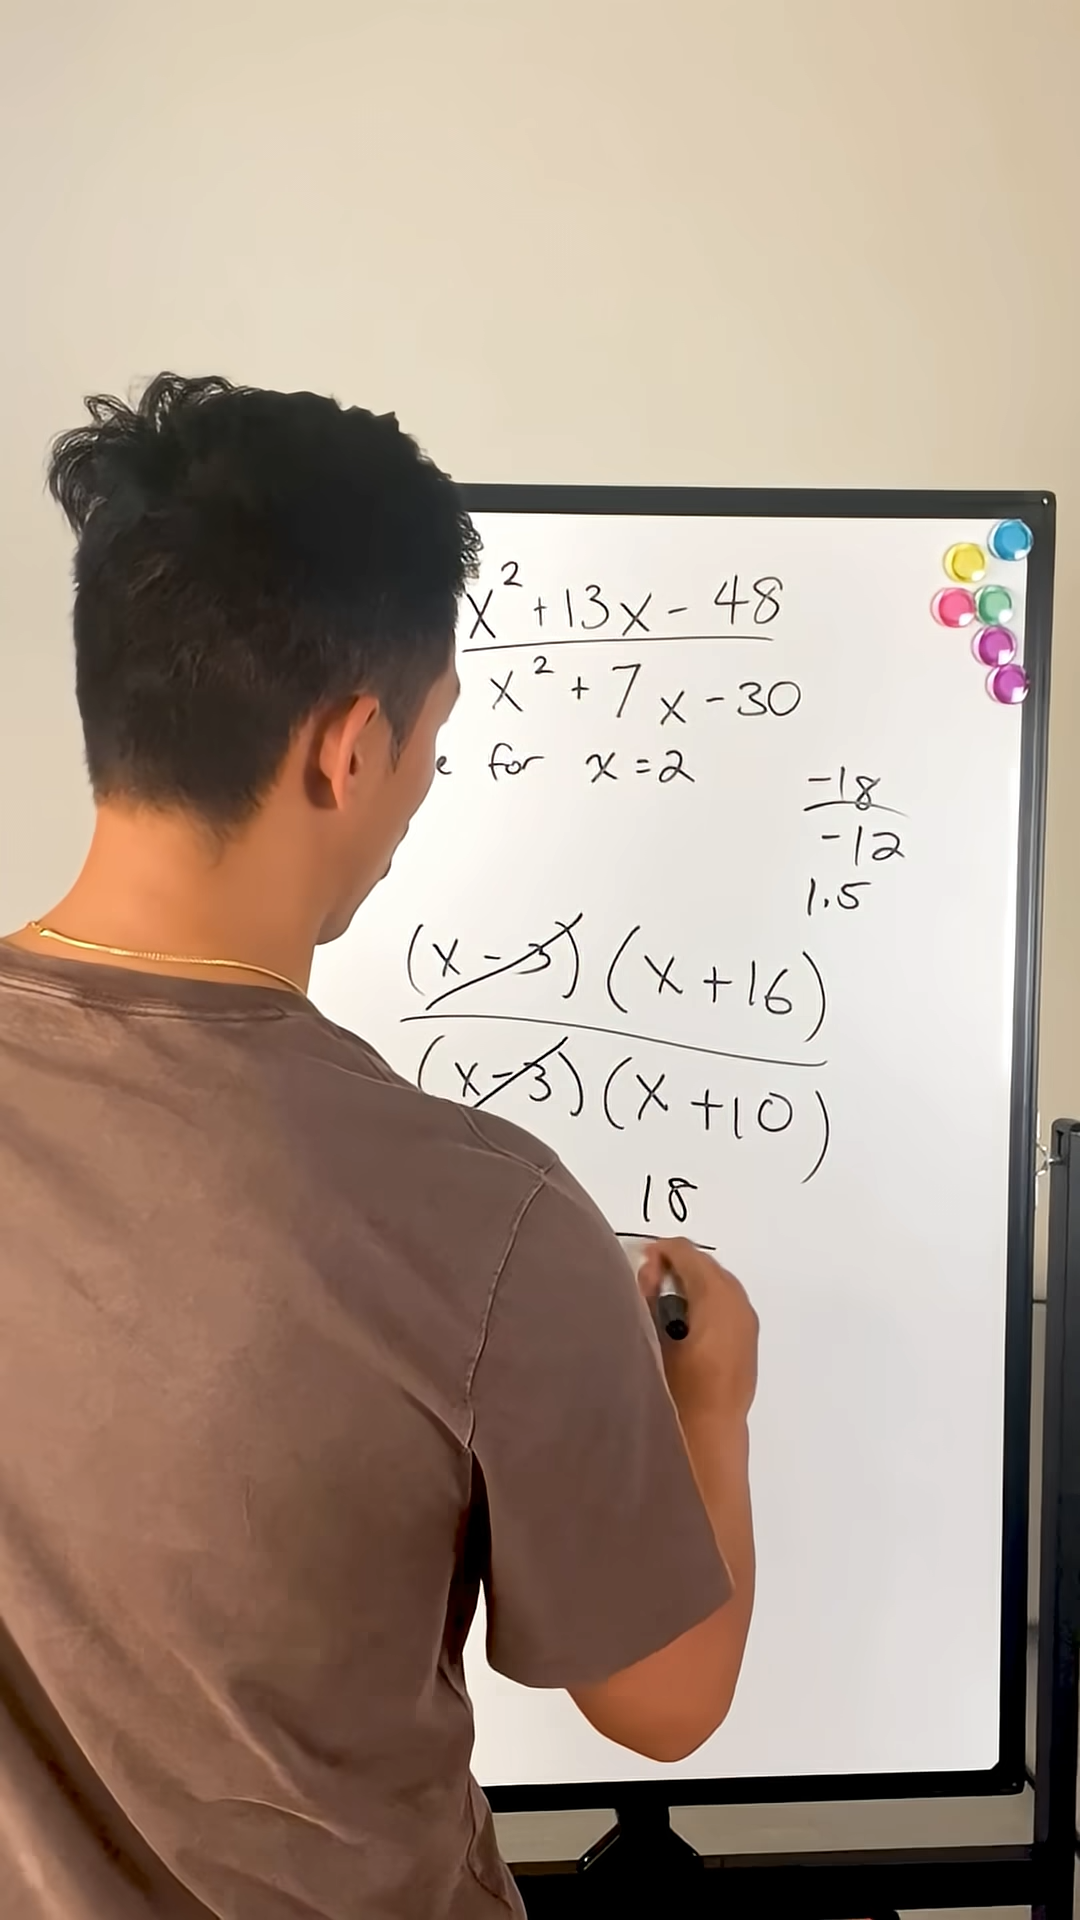 x² + 13x - 48
x² + 7x - 30
e for x = 2
-18
-12
1.5
(x - 3) (x + 16)
(x - 3) (x + 10)
18